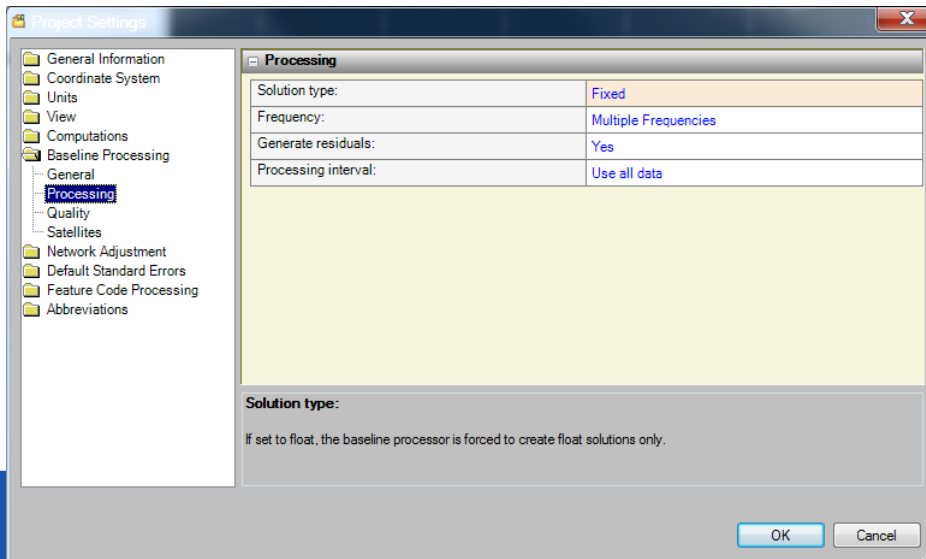 Project Settings
X
General Information
Coordinate System
Units
View
Computations
Baseline Processing
General
Processing
Quality
Satellites
Network Adjustment
Default Standard Errors
Feature Code Processing
Abbreviations
Processing
Solution type: Fixed
Frequency: Multiple Frequencies
Generate residuals: Yes
Processing interval: Use all data
Solution type:
If set to float, the baseline processor is forced to create float solutions only.
OK Cancel